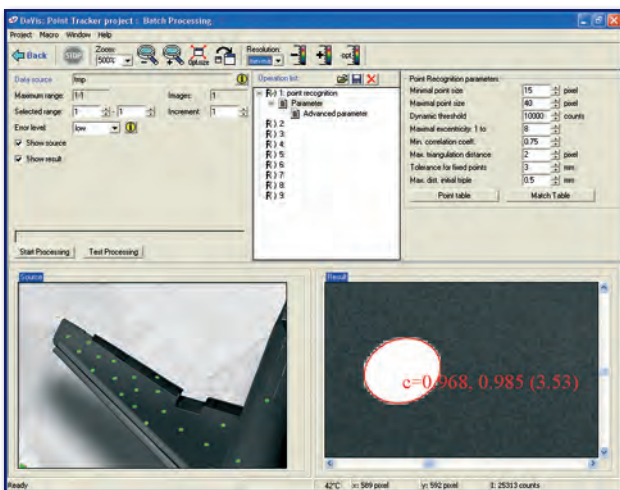 DaVis: Point Tracker project : Batch Processing
Project Macro Window Help
Back STOP Zoom: 500% Optsize Resolution: opt
Data source tmp
Maximum range: 1-1 Images: 1
Selected range: 1 - 1 Increment: 1
Error level: low
Show source
Show result
Start Processing Test Processing
Operation list:
1: point recognition
Parameter
Advanced parameter
2:
3:
4:
5:
6:
7:
8:
9:
Point Recognition parameters
Minimal point size 15 pixel
Maximal point size 40 pixel
Dynamic threshold 10000 counts
Maximal excentricity: 1 to 8
Min. correlation coeff. 0.75
Max. triangulation distance 2 pixel
Tolerance for fixed points 3 mm
Max. dist. initial triple 0.5 mm
Point table Match Table
Source
Result
c=0.968, 0.985 (3.53)
Ready 42°C x: 589 pixel y: 592 pixel I: 25313 counts